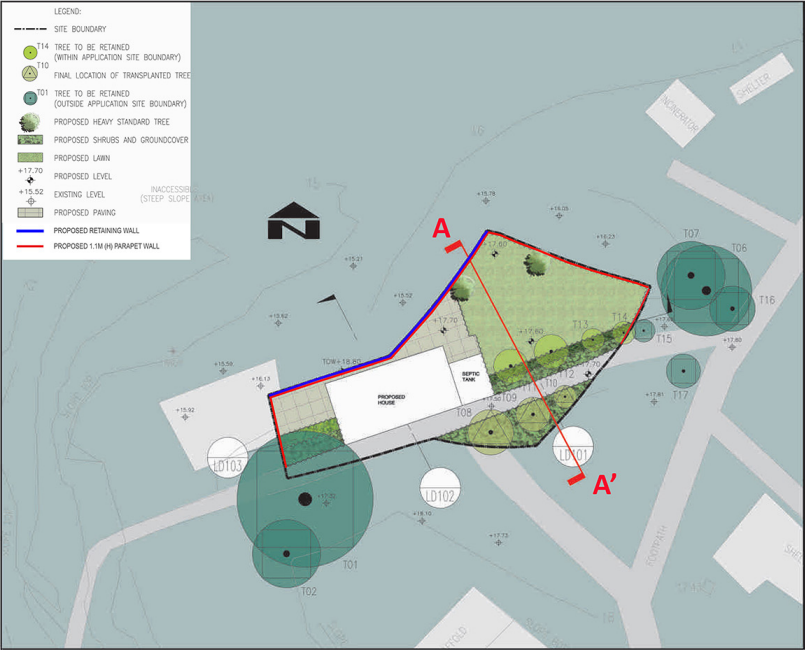 LEGEND:
SITE BOUNDARY
T14 TREE TO BE RETAINED
(WITHIN APPLICATION SITE BOUNDARY)
T10
FINAL LOCATION OF TRANSPLANTED TREE
T01 TREE TO BE RETAINED
(OUTSIDE APPLICATION SITE BOUNDARY)
PROPOSED HEAVY STANDARD TREE
PROPOSED SHRUBS AND GROUNDCOVER
PROPOSED LAWN
+17.70 PROPOSED LEVEL
+15.52 EXISTING LEVEL
PROPOSED PAVING
PROPOSED RETAINING WALL
PROPOSED 1.1M (H) PARAPET WALL
INACCESSIBLE
(STEEP SLOPE AREA)
SHELTER
INCINERATOR
16
15
+15.78
+16.05
+16.23
+15.21
+15.52
+15.62
A
+17.60
T07
T06
T16
T15
T14
T13
+17.70
+17.60
+17.80
TOW+18.80
+15.58
+16.13
+15.92
SEPTIC
TANK
PROPOSED
HOUSE
T12
T10
T09
T08
+17.70
T17
+17.81
LD103
LD101
LD102
A'
+18.10
+17.73
T01
T02
FOOTPATH